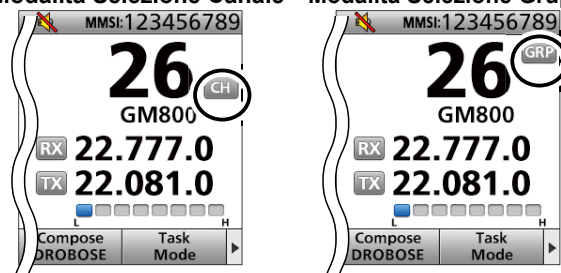 Modalità Selezione Canale
MMSI:123456789
26
CH
GM800
RX 22.777.0
TX 22.081.0
L H
Compose
DROBOSE
Task
Mode
Modalità Selezione Gru
MMSI:123456789
26
GRP
GM800
RX 22.777.0
TX 22.081.0
L H
Compose
DROBOSE
Task
Mode